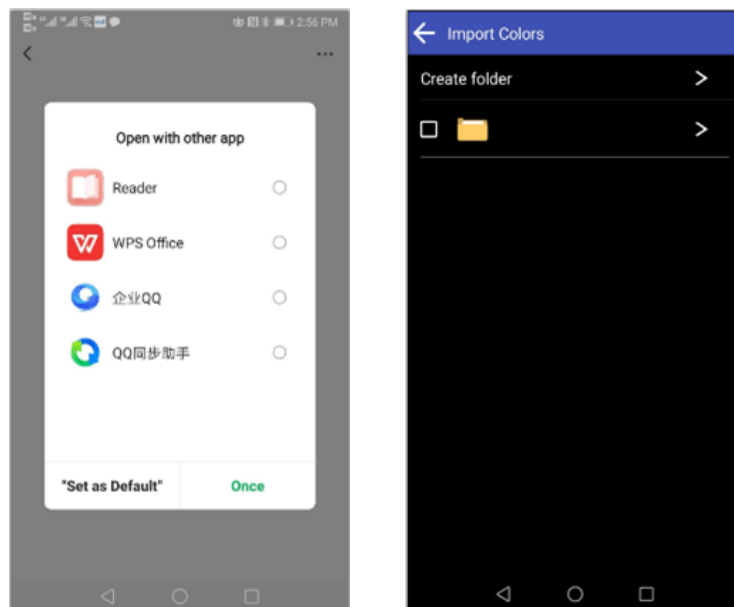 2:56 PM
Open with other app
Reader
WPS Office
企业QQ
QQ同步助手
"Set as Default"
Once
Import Colors
Create folder